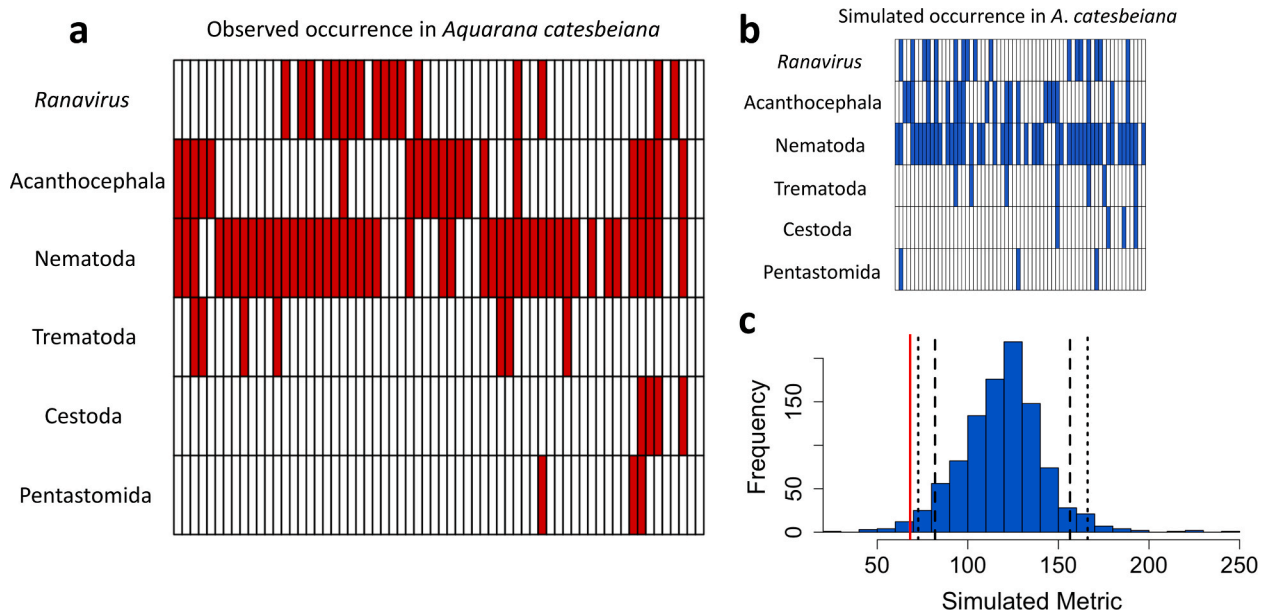 a
Observed occurrence in Aquarana catesbeiana
Ranavirus
Acanthocephala
Nematoda
Trematoda
Cestoda
Pentastomida
b
Simulated occurrence in A. catesbeiana
Ranavirus
Acanthocephala
Nematoda
Trematoda
Cestoda
Pentastomida
c
Frequency
150
50
0
50
100
150
200
250
Simulated Metric